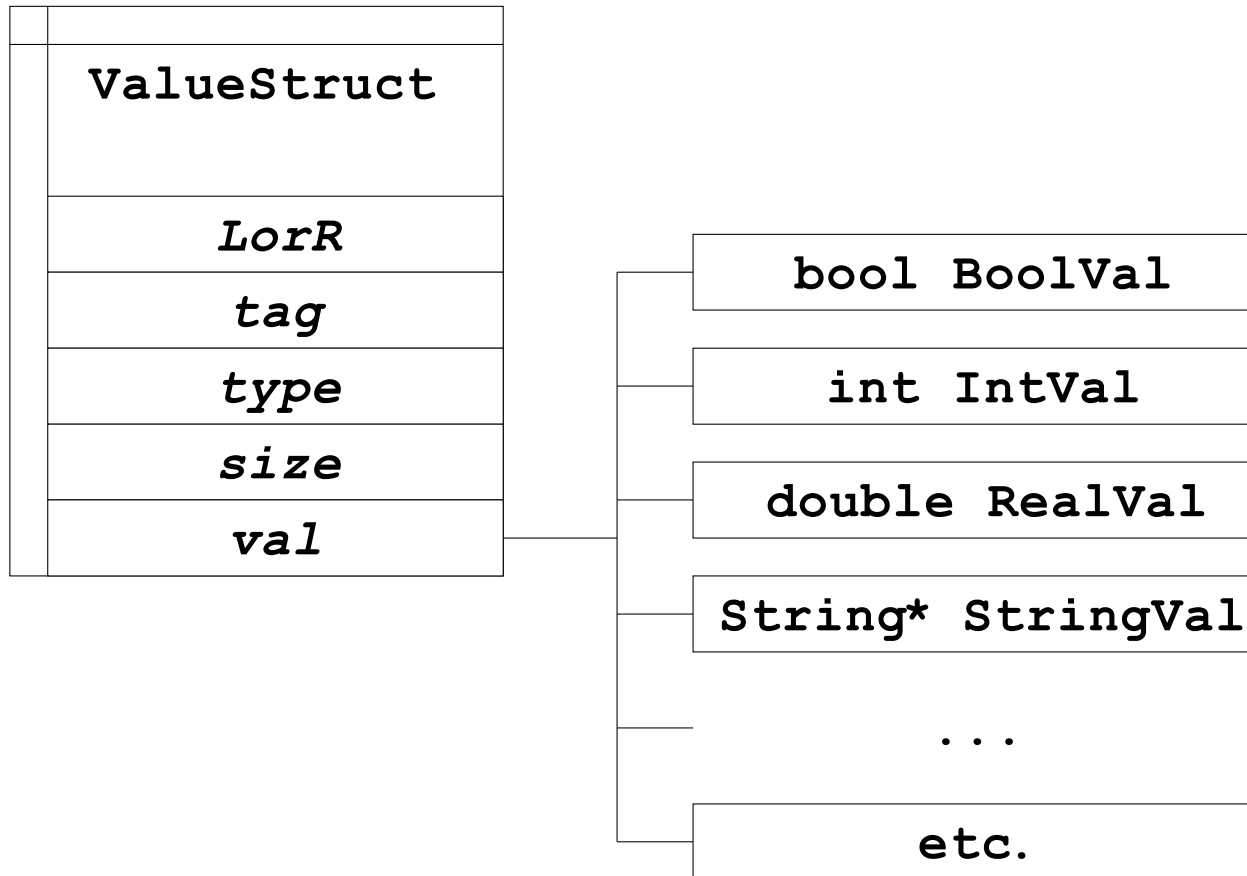 ValueStruct
LorR
tag
type
size
val
bool BoolVal
int IntVal
double RealVal
String* StringVal
...
etc.